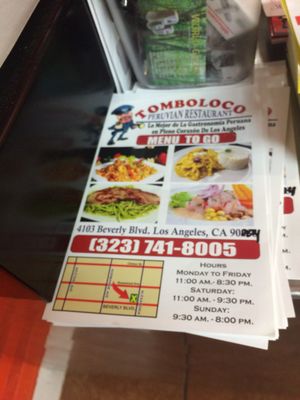 TOMBOLOCO
PERUVIAN RESTAURANT
Lo Mejor de La Gastronomia Peruana
en Pleno Corazón De Los Angeles
MENU TO GO
4103 Beverly Blvd. Los Angeles, CA 90004
(323) 741-8005
HOURS
MONDAY TO FRIDAY
11:00 AM. - 8:30 PM.
SATURDAY:
11:00 AM. - 9:30 PM.
SUNDAY:
9:30 AM. - 8:00 PM.
BEVERLY BLVD.
X